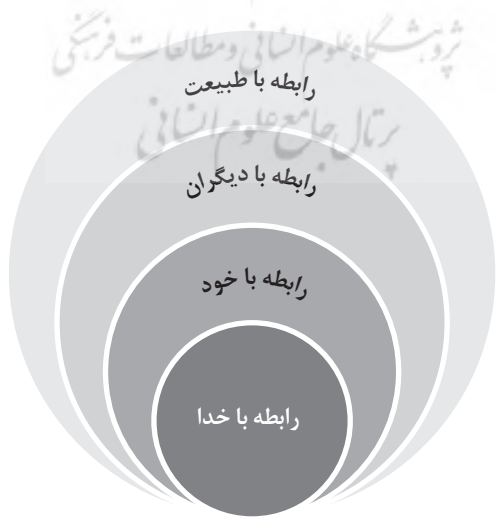 پژوهشگاه علوم انسانی و مطالعات فرهنگی
رابطه با طبیعت
پرتال جامع علوم انسانی
رابطه با دیگران
رابطه با خود
رابطه با خدا